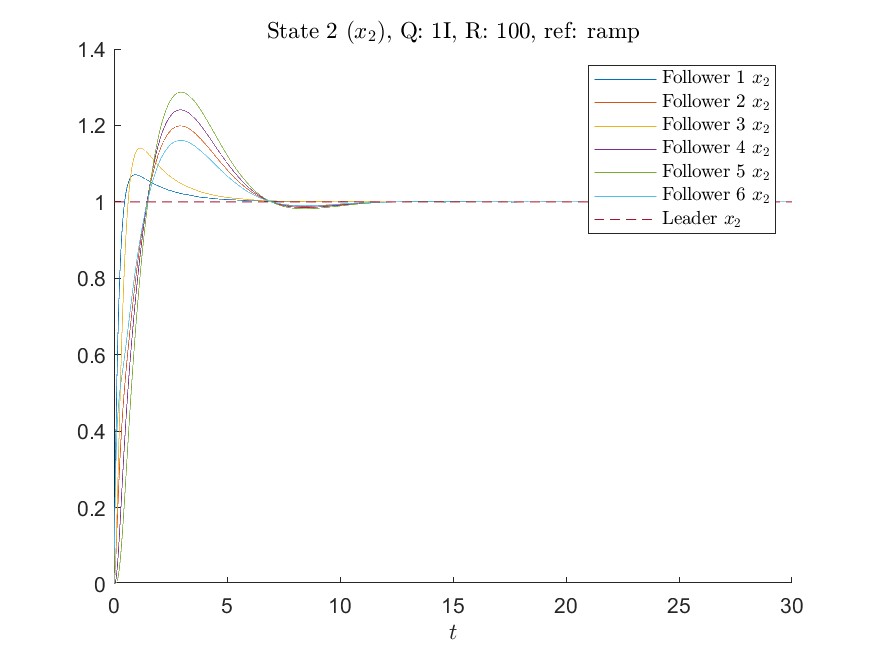 State 2 (x₂), Q: 1I, R: 100, ref: ramp
1.4
1.2
1
0.8
0.6
0.4
0.2
0
0 5 10 15 20 25 30
t
Follower 1 x₂
Follower 2 x₂
Follower 3 x₂
Follower 4 x₂
Follower 5 x₂
Follower 6 x₂
Leader x₂